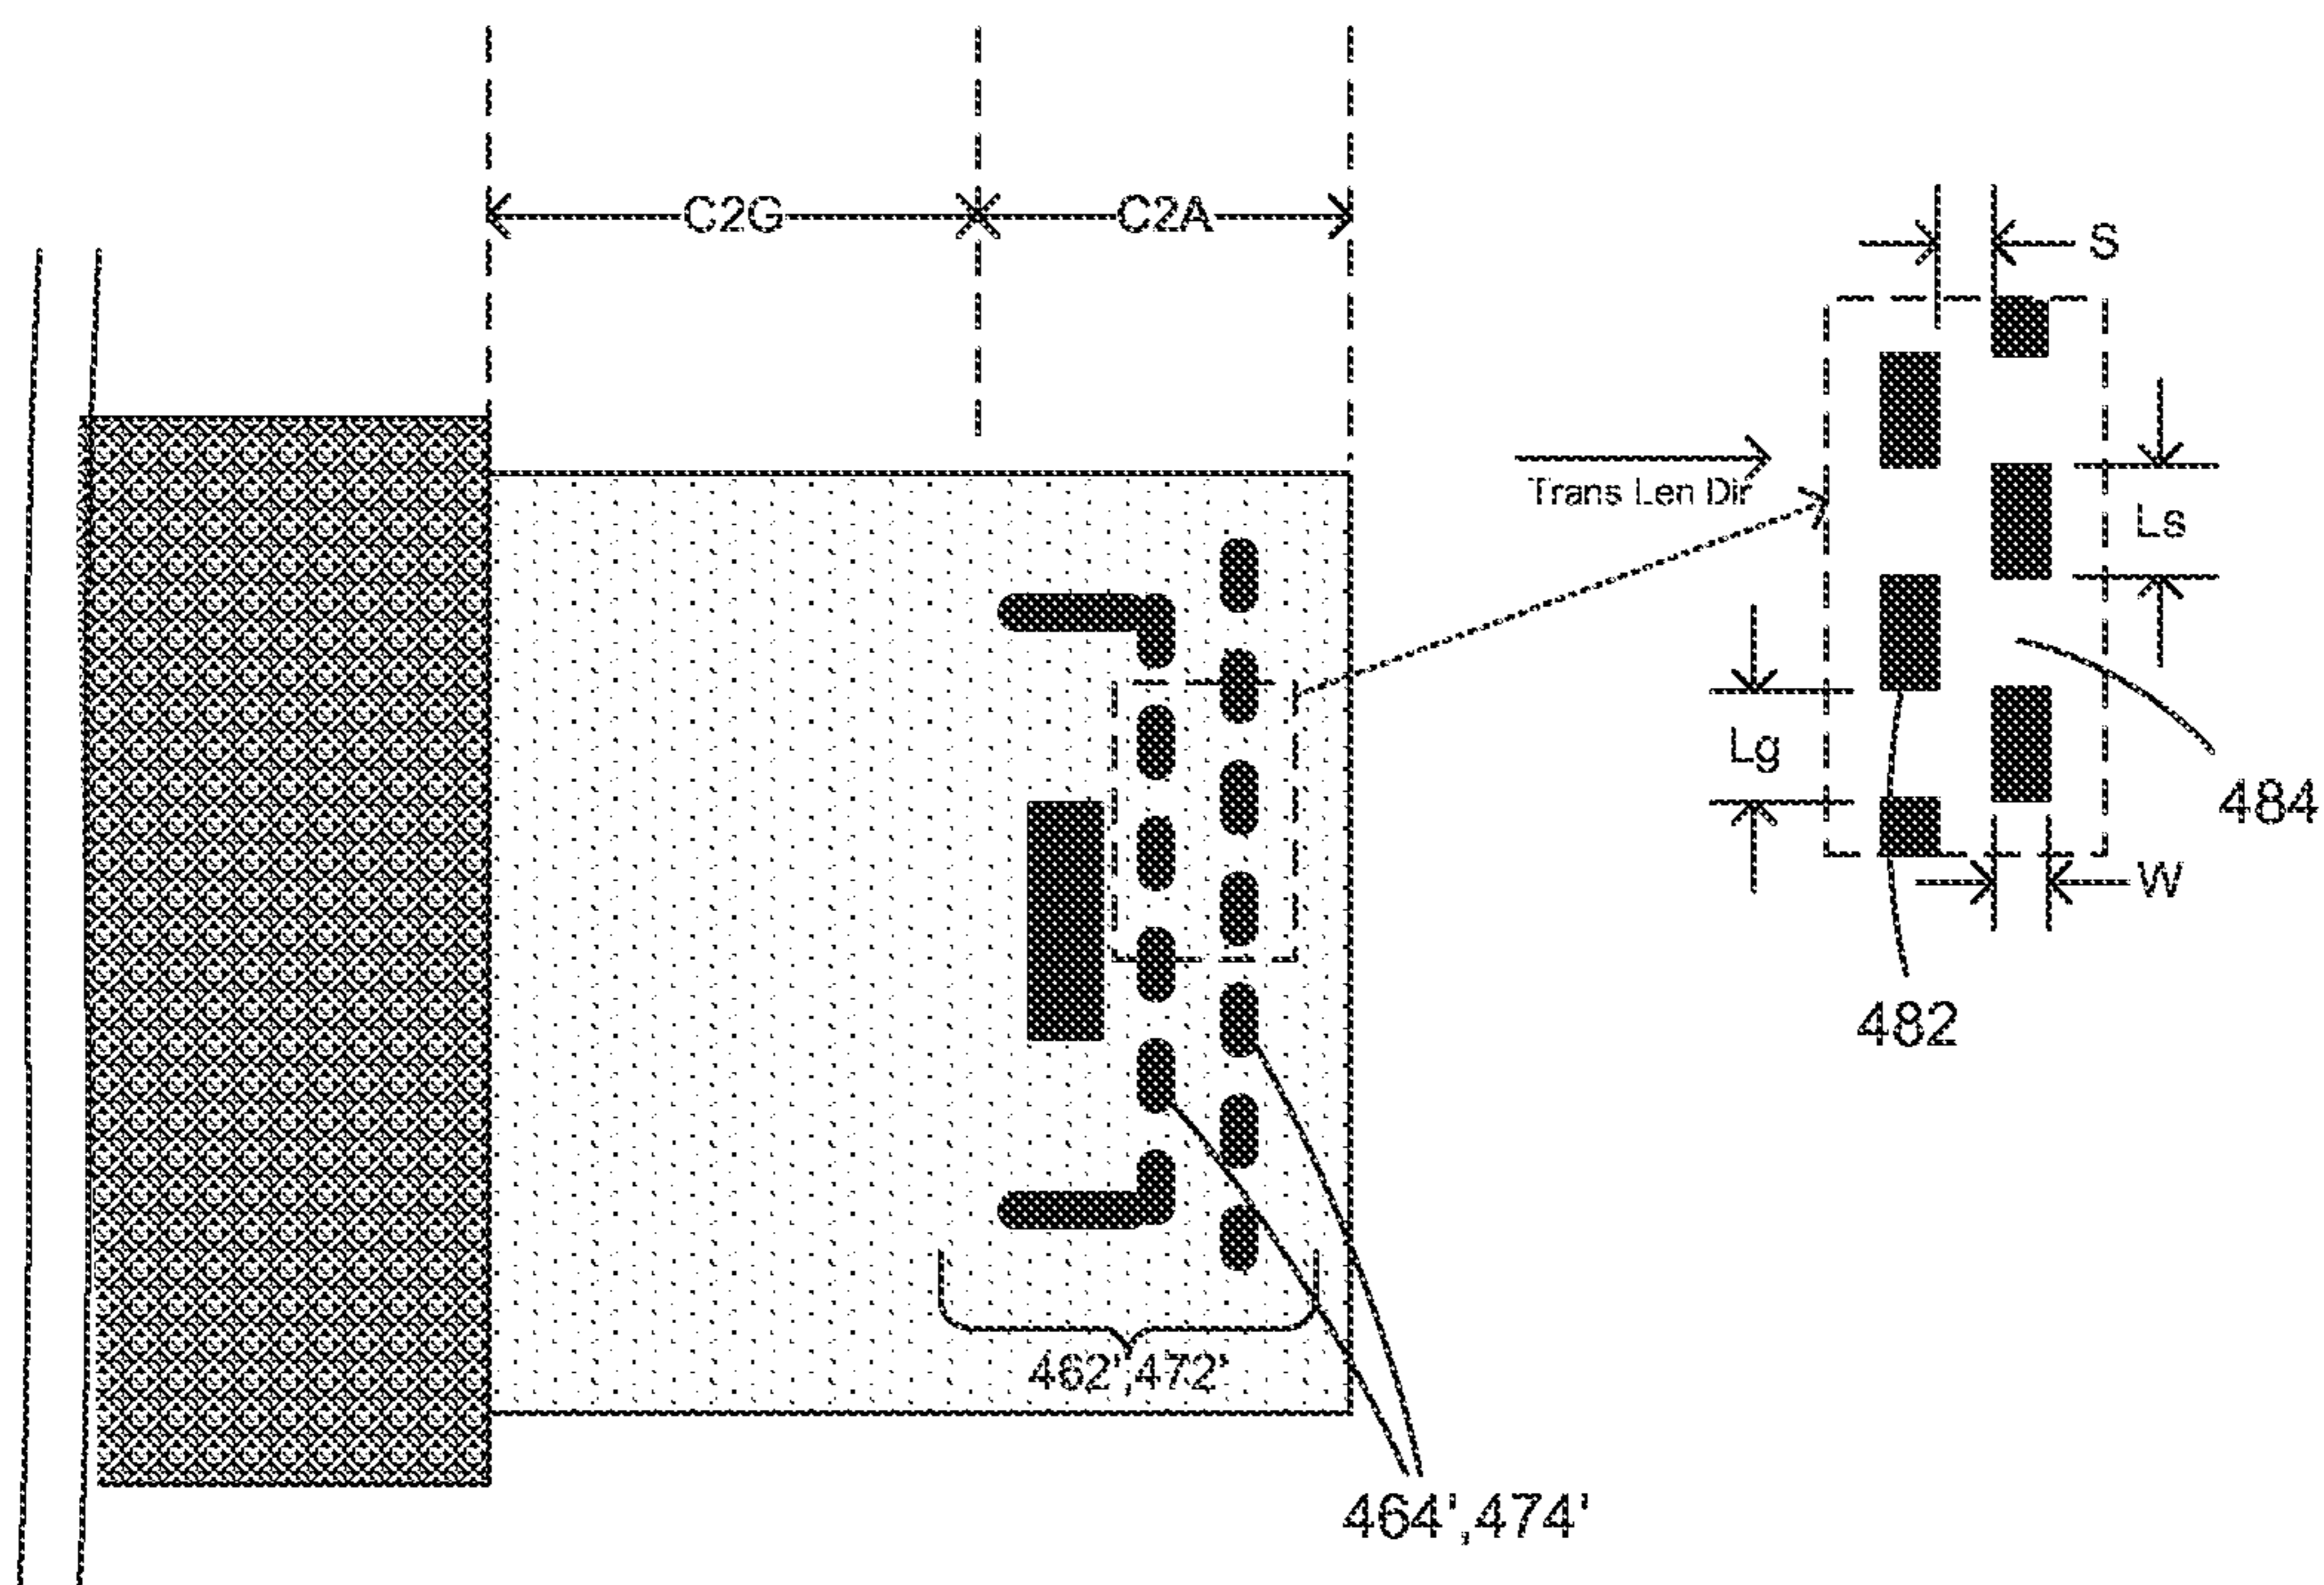 C2G
C2A
S
Trans Len Dir
Ls
Lg
484
W
482
462',472'
464',474'